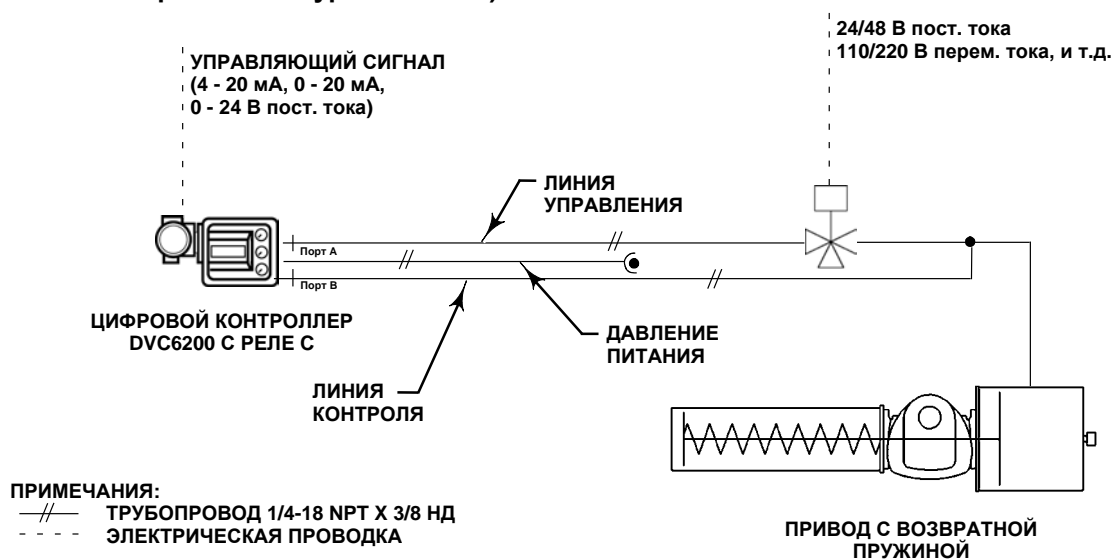 24/48 В пост. тока
110/220 В перем. тока, и т.д.
УПРАВЛЯЮЩИЙ СИГНАЛ
(4 - 20 мА, 0 - 20 мА,
0 - 24 В пост. тока)
ЛИНИЯ
УПРАВЛЕНИЯ
Порт A
Порт B
ЦИФРОВОЙ КОНТРОЛЛЕР
DVC6200 С РЕЛЕ C
ДАВЛЕНИЕ
ПИТАНИЯ
ЛИНИЯ
КОНТРОЛЯ
ПРИМЕЧАНИЯ:
ТРУБОПРОВОД 1/4-18 NPT X 3/8 НД
ЭЛЕКТРИЧЕСКАЯ ПРОВОДКА
ПРИВОД С ВОЗВРАТНОЙ
ПРУЖИНОЙ